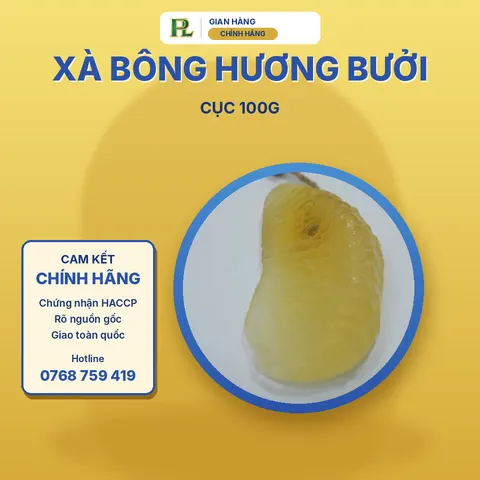 PL
GIAN HÀNG
CHÍNH HÃNG
XÀ BÔNG HƯƠNG BƯỞI
CỤC 100G
CAM KẾT
CHÍNH HÃNG
Chứng nhận HACCP
Rõ nguồn gốc
Giao toàn quốc
Hotline
0768 759 419